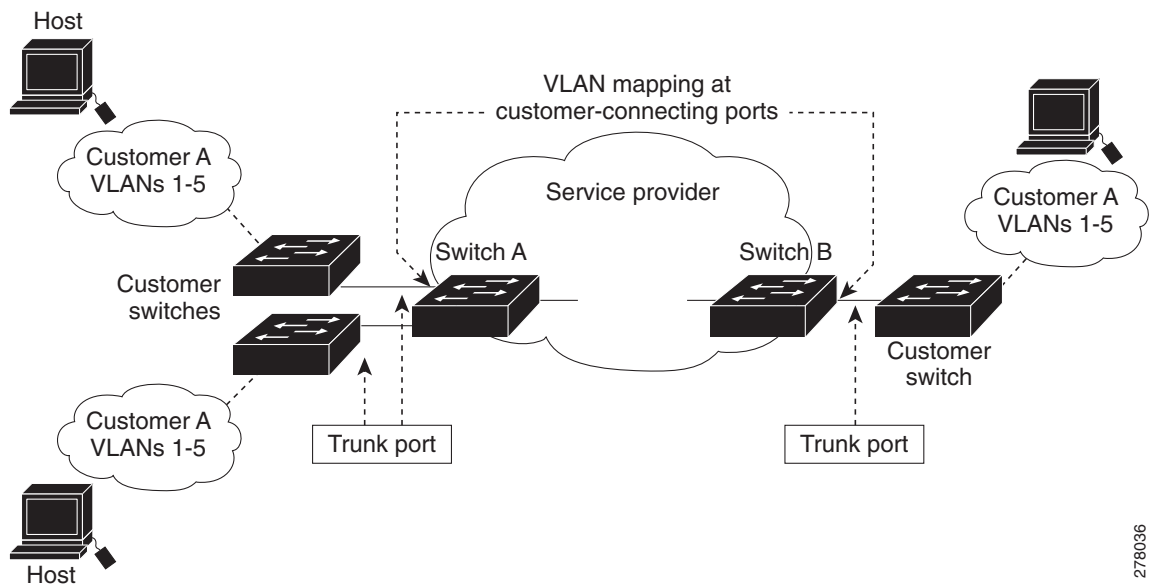 Host
VLAN mapping at
customer-connecting ports
Customer A
VLANs 1-5
Service provider
Customer A
VLANs 1-5
Switch A
Switch B
Customer
switches
Customer
switch
Customer A
VLANs 1-5
Trunk port
Trunk port
Host
278036